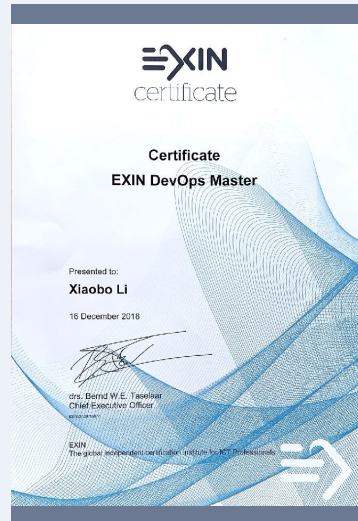 EXIN
certificate
Certificate
EXIN DevOps Master
Presented to:
Xiaobo Li
16 December 2018
drs. Bernd W.E. Taselaar
Chief Executive Officer
EXIN
The global independent certification institute for ICT Professionals